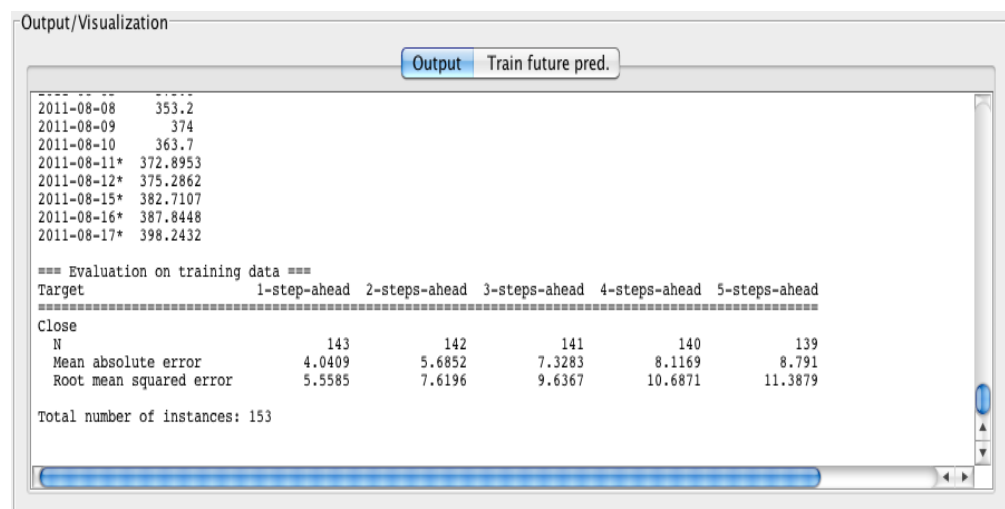 Output/Visualization
Output Train future pred.
2011-08-08 353.2
2011-08-09 374
2011-08-10 363.7
2011-08-11* 372.8953
2011-08-12* 375.2862
2011-08-15* 382.7107
2011-08-16* 387.8448
2011-08-17* 398.2432
=== Evaluation on training data ===
Target 1-step-ahead 2-steps-ahead 3-steps-ahead 4-steps-ahead 5-steps-ahead
==============================================================================================
Close
N 143 142 141 140 139
Mean absolute error 4.0409 5.6852 7.3283 8.1169 8.791
Root mean squared error 5.5585 7.6196 9.6367 10.6871 11.3879
Total number of instances: 153